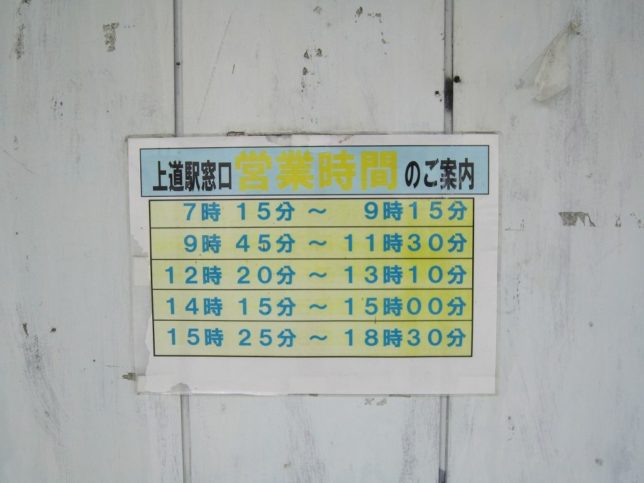 上道駅窓口営業時間のご案内
7時 15分 ～ 9時15分
9時 45分 ～ 11時30分
12時 20分 ～ 13時10分
14時 15分 ～ 15時00分
15時 25分 ～ 18時30分